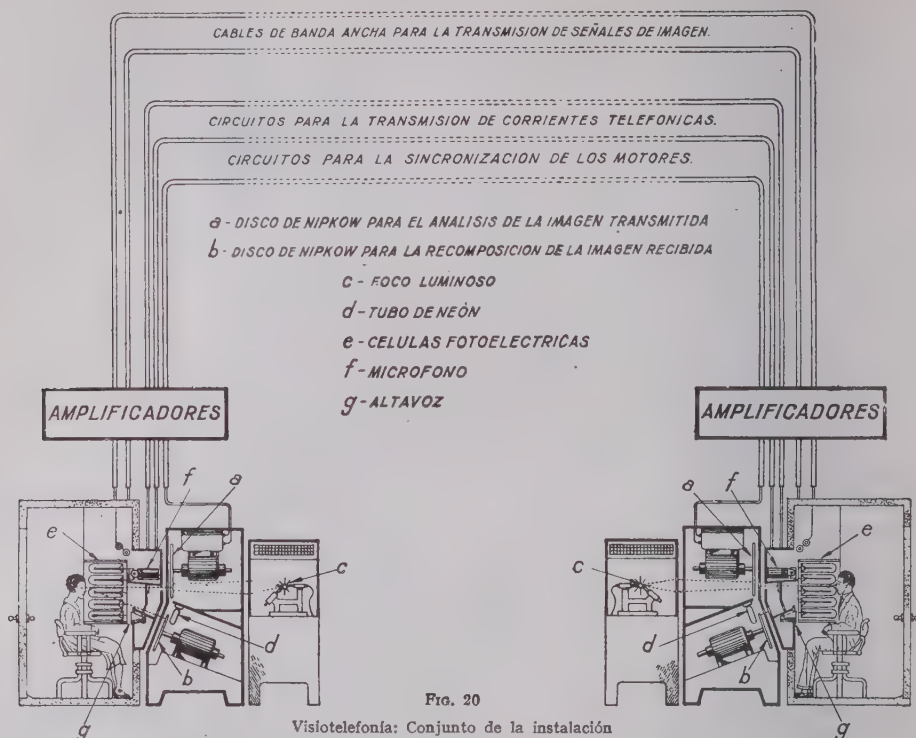 CABLES DE BANDA ANCHA PARA LA TRANSMISION DE SEÑALES DE IMAGEN.
CIRCUITOS PARA LA TRANSMISION DE CORRIENTES TELEFONICAS.
CIRCUITOS PARA LA SINCRONIZACION DE LOS MOTORES.
a - DISCO DE NIPKOW PARA EL ANALISIS DE LA IMAGEN TRANSMITIDA
b - DISCO DE NIPKOW PARA LA RECOMPOSICION DE LA IMAGEN RECIBIDA
c - FOCO LUMINOSO
d - TUBO DE NEÓN
e - CELULAS FOTOELECTRICAS
f - MICROFONO
g - ALTAVOZ
AMPLIFICADORES
AMPLIFICADORES
f
a
e
c
d
b
g
a
f
e
c
d
b
g
FIG. 20
Visiotelefonía: Conjunto de la instalación